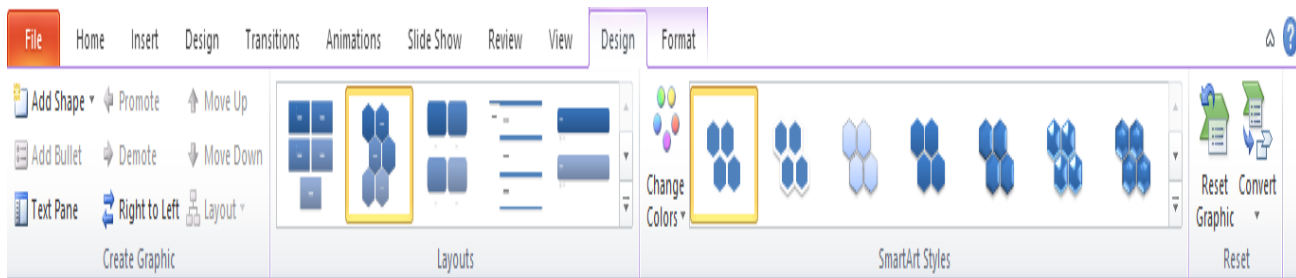 File Home Insert Design Transitions Animations Slide Show Review View Design Format
Add Shape Promote Move Up
Add Bullet Demote Move Down
Text Pane Right to Left Layout
Create Graphic
Layouts
Change
Colors
SmartArt Styles
Reset
Graphic
Convert
Reset